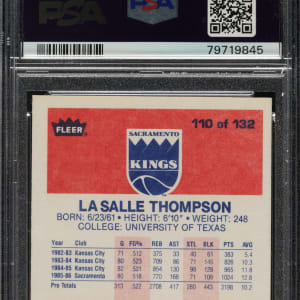 PSA PSA
79719845
FLEER
110 of 132
SACRAMENTO
KINGS
LA SALLE THOMPSON
BORN: 6/23/61 • HEIGHT: 6'10" • WEIGHT: 248
COLLEGE: UNIVERSITY OF TEXAS
Year Club G FG% REB AST STL BLK PTS AVG
1982-83 Kansas City 71 .512 375 33 40 61 383 5.4
1983-84 Kansas City 80 .523 709 86 71 145 826 10.3
1984-85 Kansas City 82 .531 854 130 98 128 965 11.8
1985-86 Sacramento 80 .518 770 168 71 109 1024 12.8
Pro Totals 313 .522 2708 417 280 443 3198 10.2